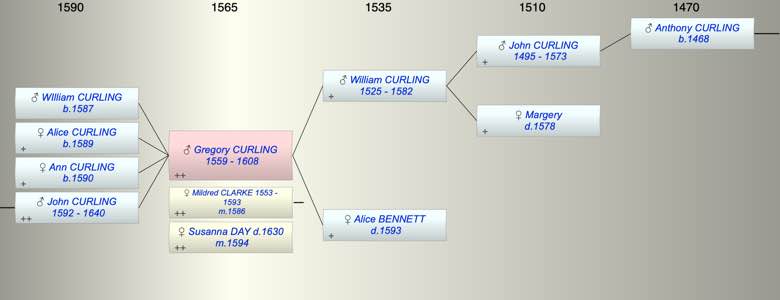 1590 1565 1535 1510 1470
♂ Anthony CURLING
b.1468
♂ John CURLING
1495 - 1573
+
♂ William CURLING
1525 - 1582
+
♂ WIlliam CURLING
b.1587
♀ Margery
d.1578
+
♀ Alice CURLING
b.1589
+
♂ Gregory CURLING
1559 - 1608
++
♀ Ann CURLING
b.1590
+
♀ Mildred CLARKE 1553 -
1593
m.1586
++
♂ John CURLING
1592 - 1640
++
♀ Alice BENNETT
d.1593
+
♀ Susanna DAY d.1630
m.1594
++